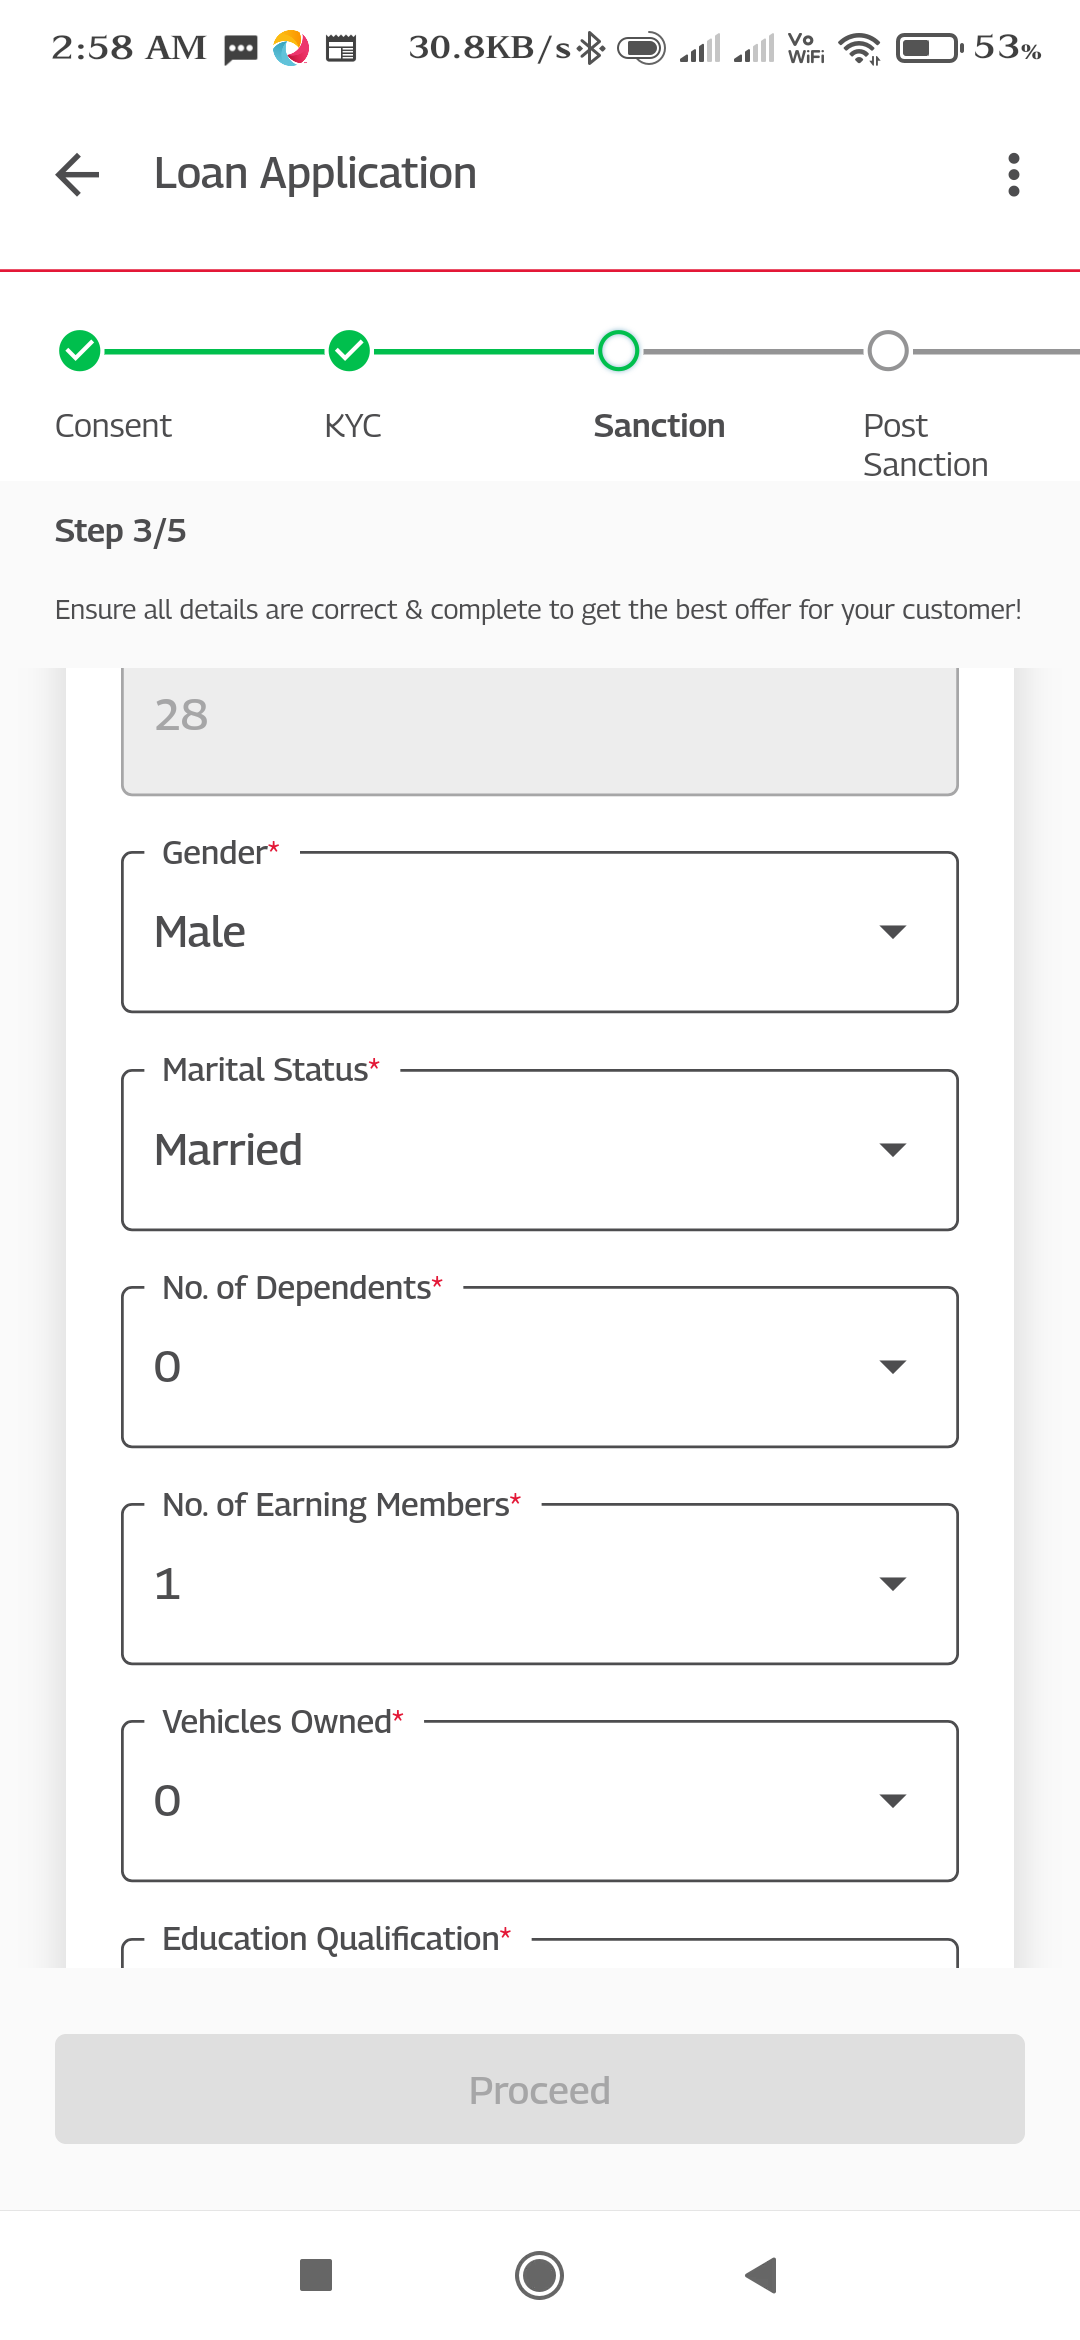 2:58 AM 30.8KB/s Vo WiFi 53%
Loan Application
Consent KYC Sanction Post Sanction
Step 3/5
Ensure all details are correct & complete to get the best offer for your customer!
28
Gender*
Male
Marital Status*
Married
No. of Dependents*
0
No. of Earning Members*
1
Vehicles Owned*
0
Education Qualification*
Proceed